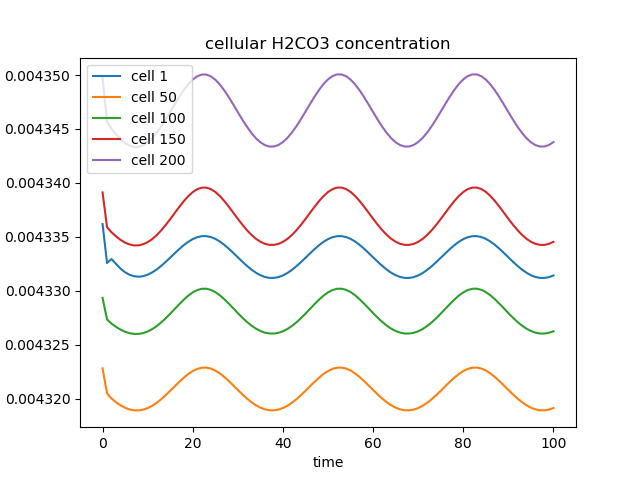 cellular H2CO3 concentration
0.004350
0.004345
0.004340
0.004335
0.004330
0.004325
0.004320
cell 1
cell 50
cell 100
cell 150
cell 200
0 20 40 60 80 100
time